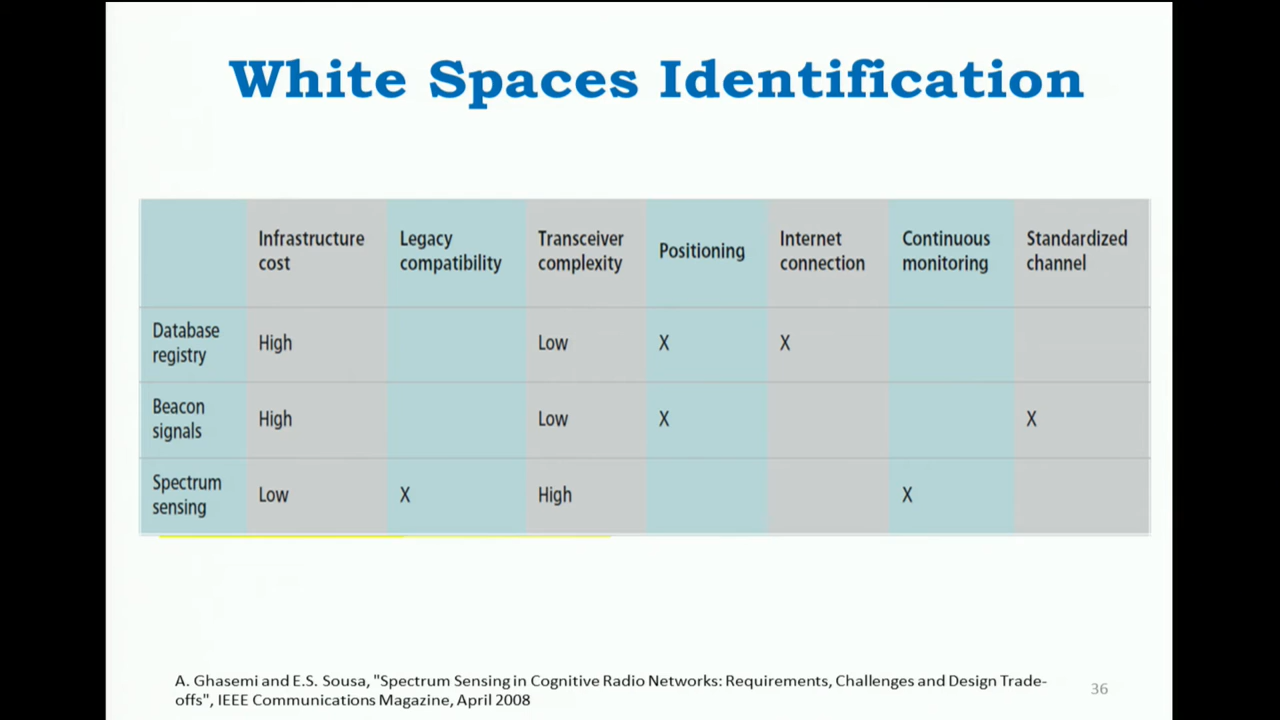 White Spaces Identification
Infrastructure cost
Legacy compatibility
Transceiver complexity
Positioning
Internet connection
Continuous monitoring
Standardized channel
Database registry
High
Low
X
X
Beacon signals
High
Low
X
X
Spectrum sensing
Low
X
High
X
A. Ghasemi and E.S. Sousa, "Spectrum Sensing in Cognitive Radio Networks: Requirements, Challenges and Design Trade-
offs", IEEE Communications Magazine, April 2008
36